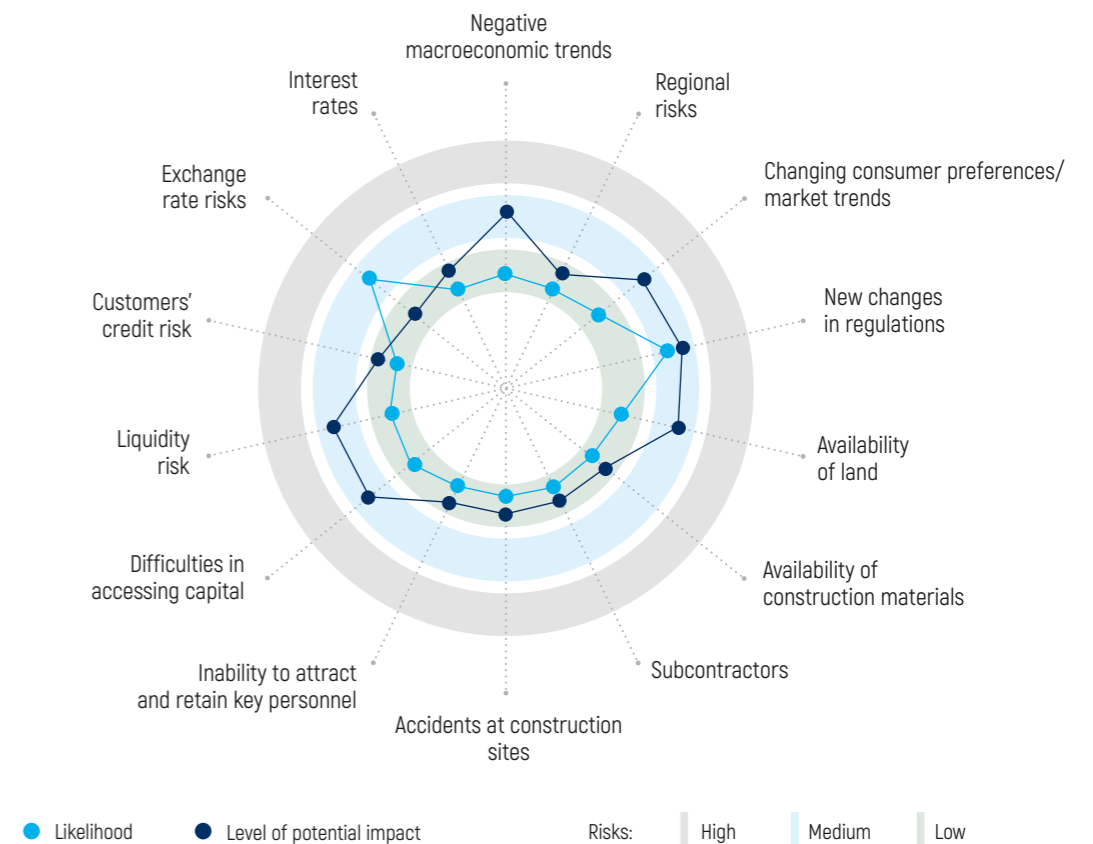 Negative
macroeconomic trends
Interest
rates
Regional
risks
Exchange
rate risks
Changing consumer preferences/
market trends
Customers'
credit risk
New changes
in regulations
Liquidity
risk
Availability
of land
Difficulties in
accessing capital
Availability of
construction materials
Inability to attract
and retain key personnel
Subcontractors
Accidents at construction
sites
Likelihood
Level of potential impact
Risks:
High
Medium
Low